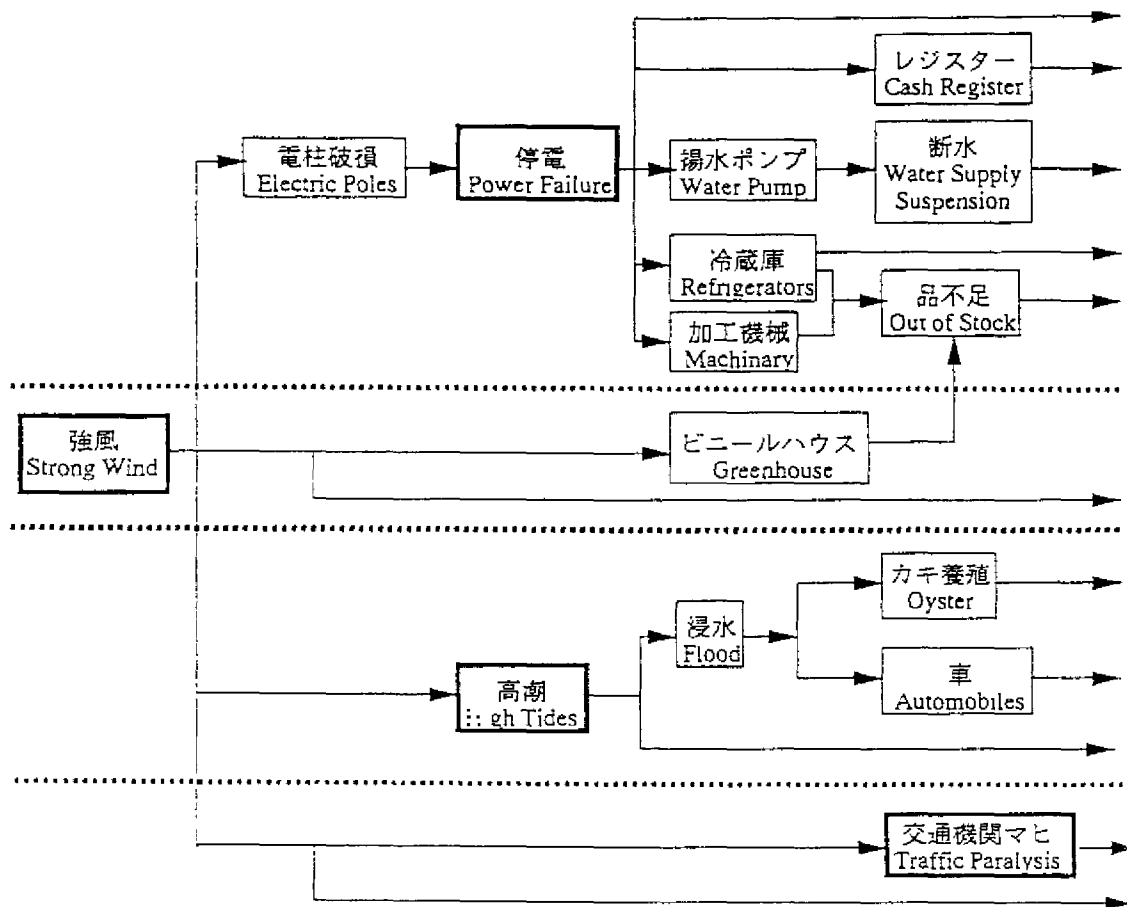 レジスター
Cash Register
電柱破損
Electric Poles
停電
Power Failure
揚水ポンプ
Water Pump
断水
Water Supply
Suspension
冷蔵庫
Refrigerators
品不足
Out of Stock
加工機械
Machinary
強風
Strong Wind
ビニールハウス
Greenhouse
カキ養殖
Oyster
浸水
Flood
車
Automobiles
高潮
gh Tides
交通機関マヒ
Traffic Paralysis